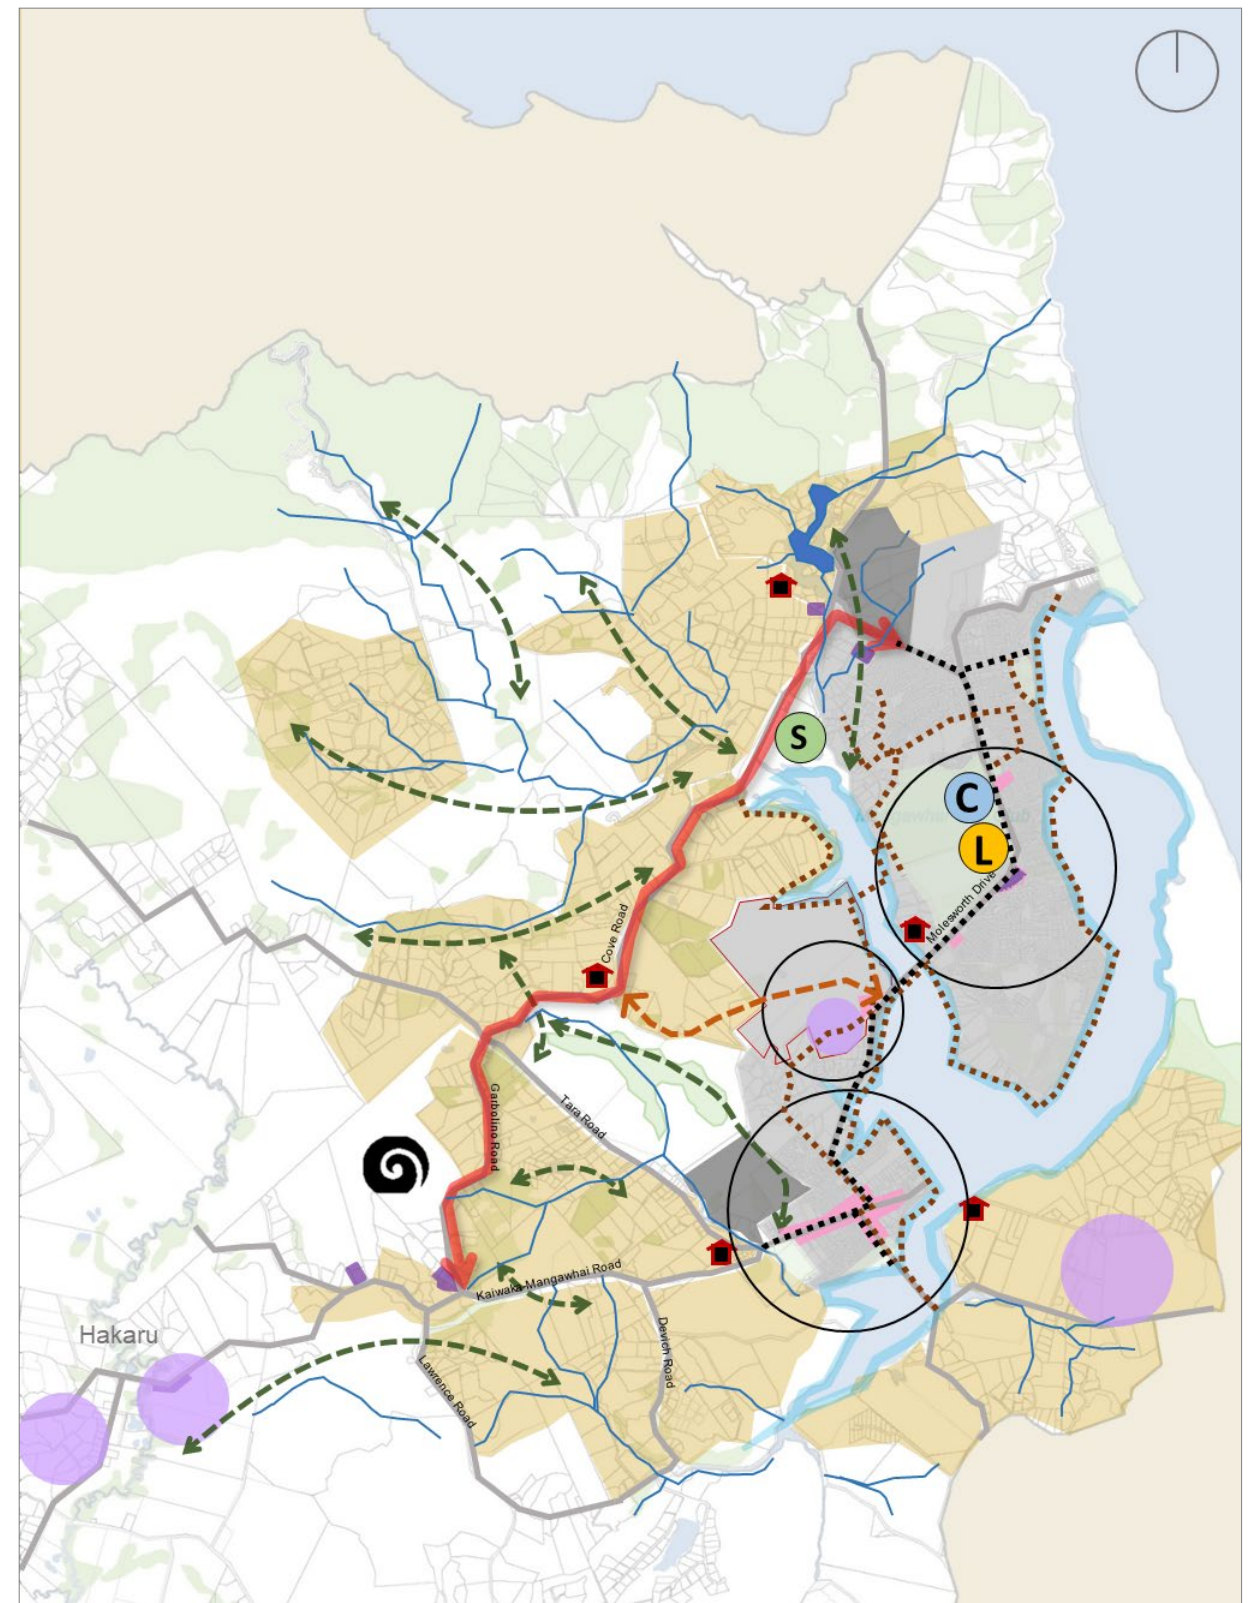 S
C
L
Molesworth Drive
Cove Road
Garbolino Road
Tara Road
Kaiwaka-Mangawhai Road
Hakaru
Devich Road
Lawrence Road